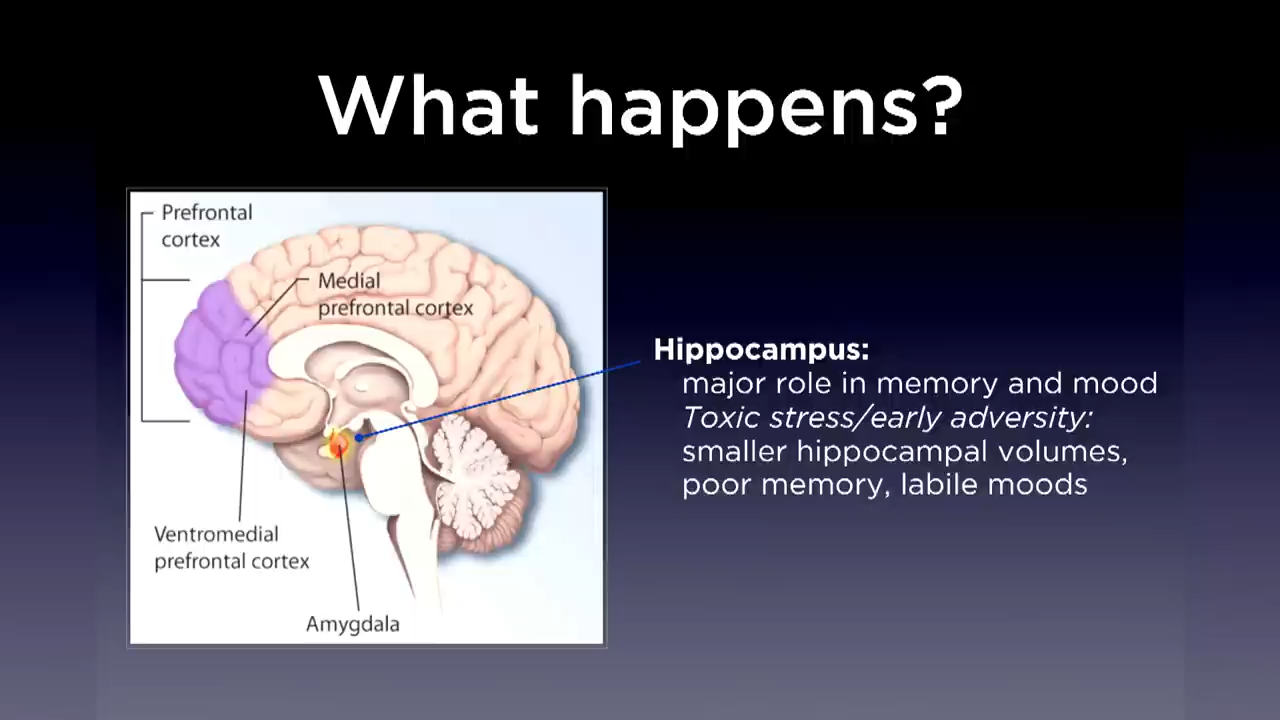 What happens?
Prefrontal
cortex
Medial
prefrontal cortex
Ventromedial
prefrontal cortex
Amygdala
Hippocampus:
major role in memory and mood
Toxic stress/early adversity:
smaller hippocampal volumes,
poor memory, labile moods